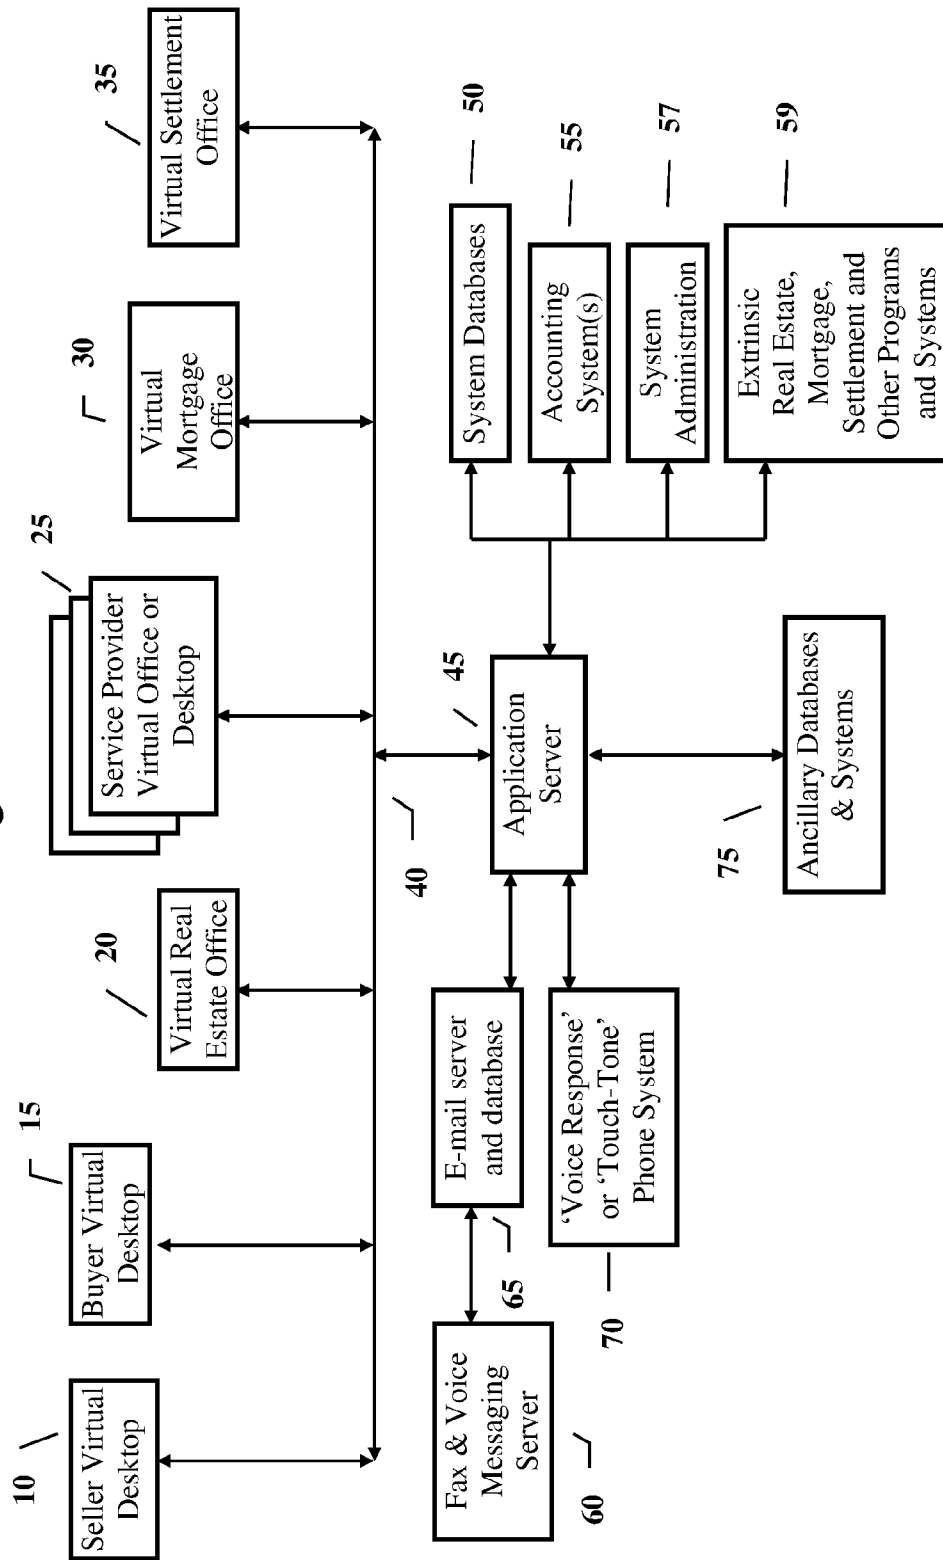 10
Seller Virtual
Desktop
15
Buyer Virtual
Desktop
20
Virtual Real
Estate Office
25
Service Provider
Virtual Office or
Desktop
30
Virtual
Mortgage
Office
35
Virtual Settlement
Office
40
45
Application
Server
50
System Databases
55
Accounting
System(s)
57
System
Administration
59
Extrinsic
Real Estate,
Mortgage,
Settlement and
Other Programs
and Systems
60
Fax & Voice
Messaging
Server
65
E-mail server
and database
70
‘Voice Response’
or ‘Touch-Tone’
Phone System
75
Ancillary Databases
& Systems